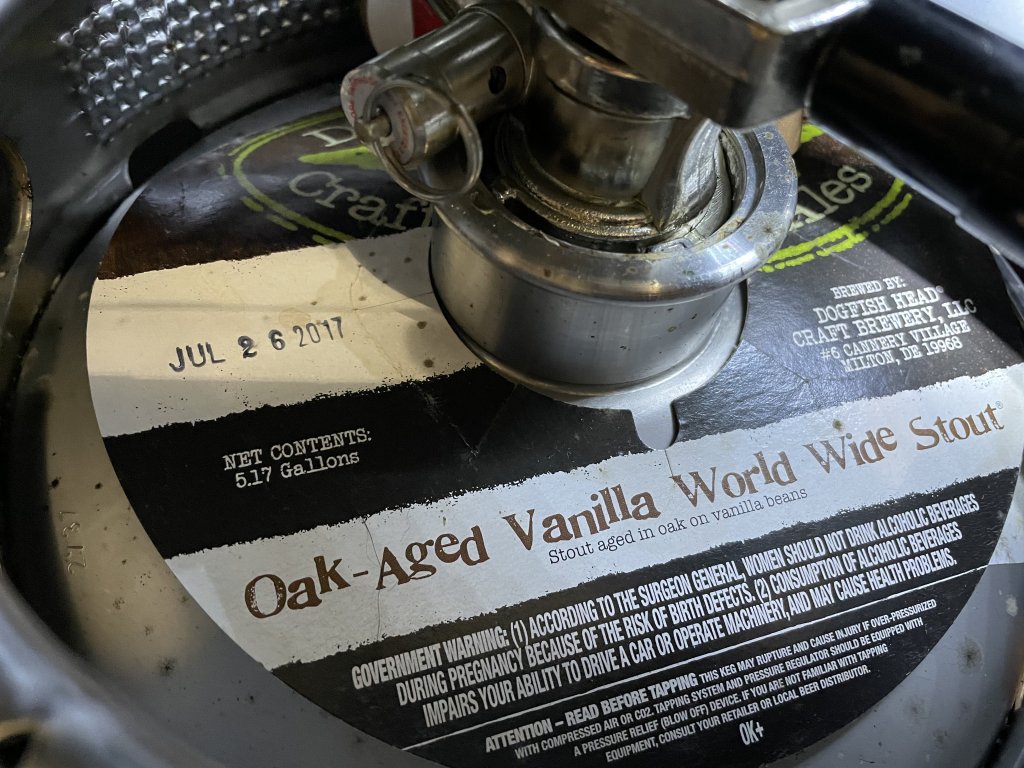 Craft Ales
BREWED BY:
DOGFISH HEAD®
CRAFT BREWERY, LLC
#6 CANNERY VILLAGE
MILTON, DE 19968
JUL 26 2017
NET CONTENTS:
5.17 Gallons
Oak-Aged Vanilla World Wide Stout®
Stout aged in oak on vanilla beans
GOVERNMENT WARNING: (1) ACCORDING TO THE SURGEON GENERAL, WOMEN SHOULD NOT DRINK ALCOHOLIC BEVERAGES
DURING PREGNANCY BECAUSE OF THE RISK OF BIRTH DEFECTS. (2) CONSUMPTION OF ALCOHOLIC BEVERAGES
IMPAIRS YOUR ABILITY TO DRIVE A CAR OR OPERATE MACHINERY, AND MAY CAUSE HEALTH PROBLEMS.
ATTENTION – READ BEFORE TAPPING THIS KEG MAY RUPTURE AND CAUSE INJURY IF OVER-PRESSURIZED
WITH COMPRESSED AIR OR CO2. TAPPING SYSTEM AND PRESSURE REGULATOR SHOULD BE EQUIPPED WITH
A PRESSURE RELIEF (BLOW OFF) DEVICE. IF YOU ARE NOT FAMILIAR WITH TAPPING
EQUIPMENT, CONSULT YOUR RETAILER OR LOCAL BEER DISTRIBUTOR.
OK+